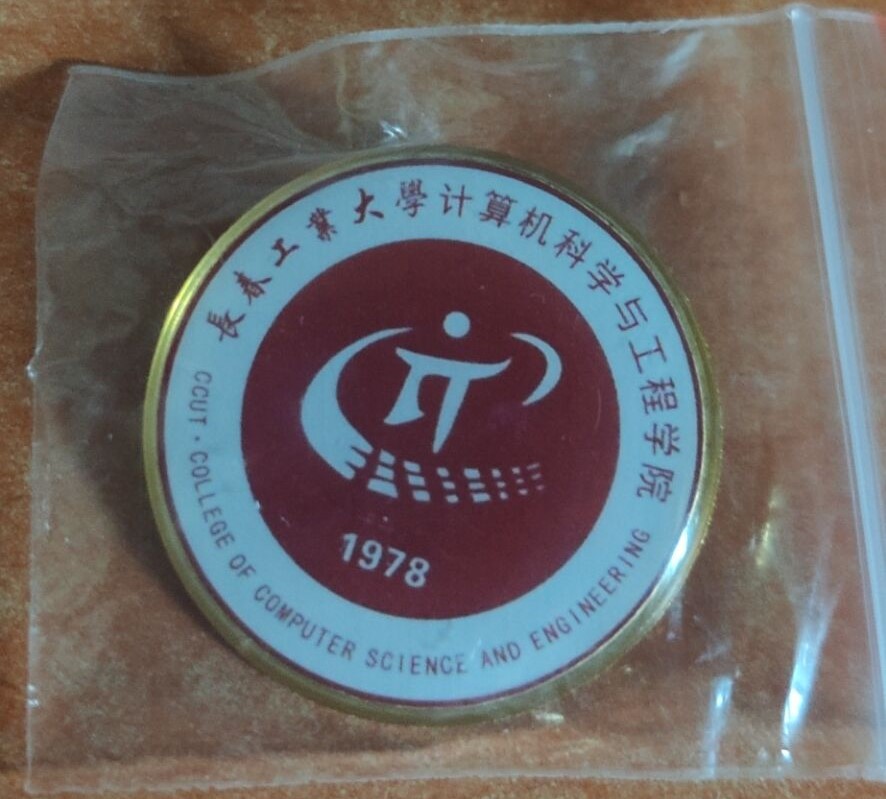 長春工業大學计算机科学与工程学院
IT
1978
CCUT·COLLEGE OF COMPUTER SCIENCE AND ENGINEERING